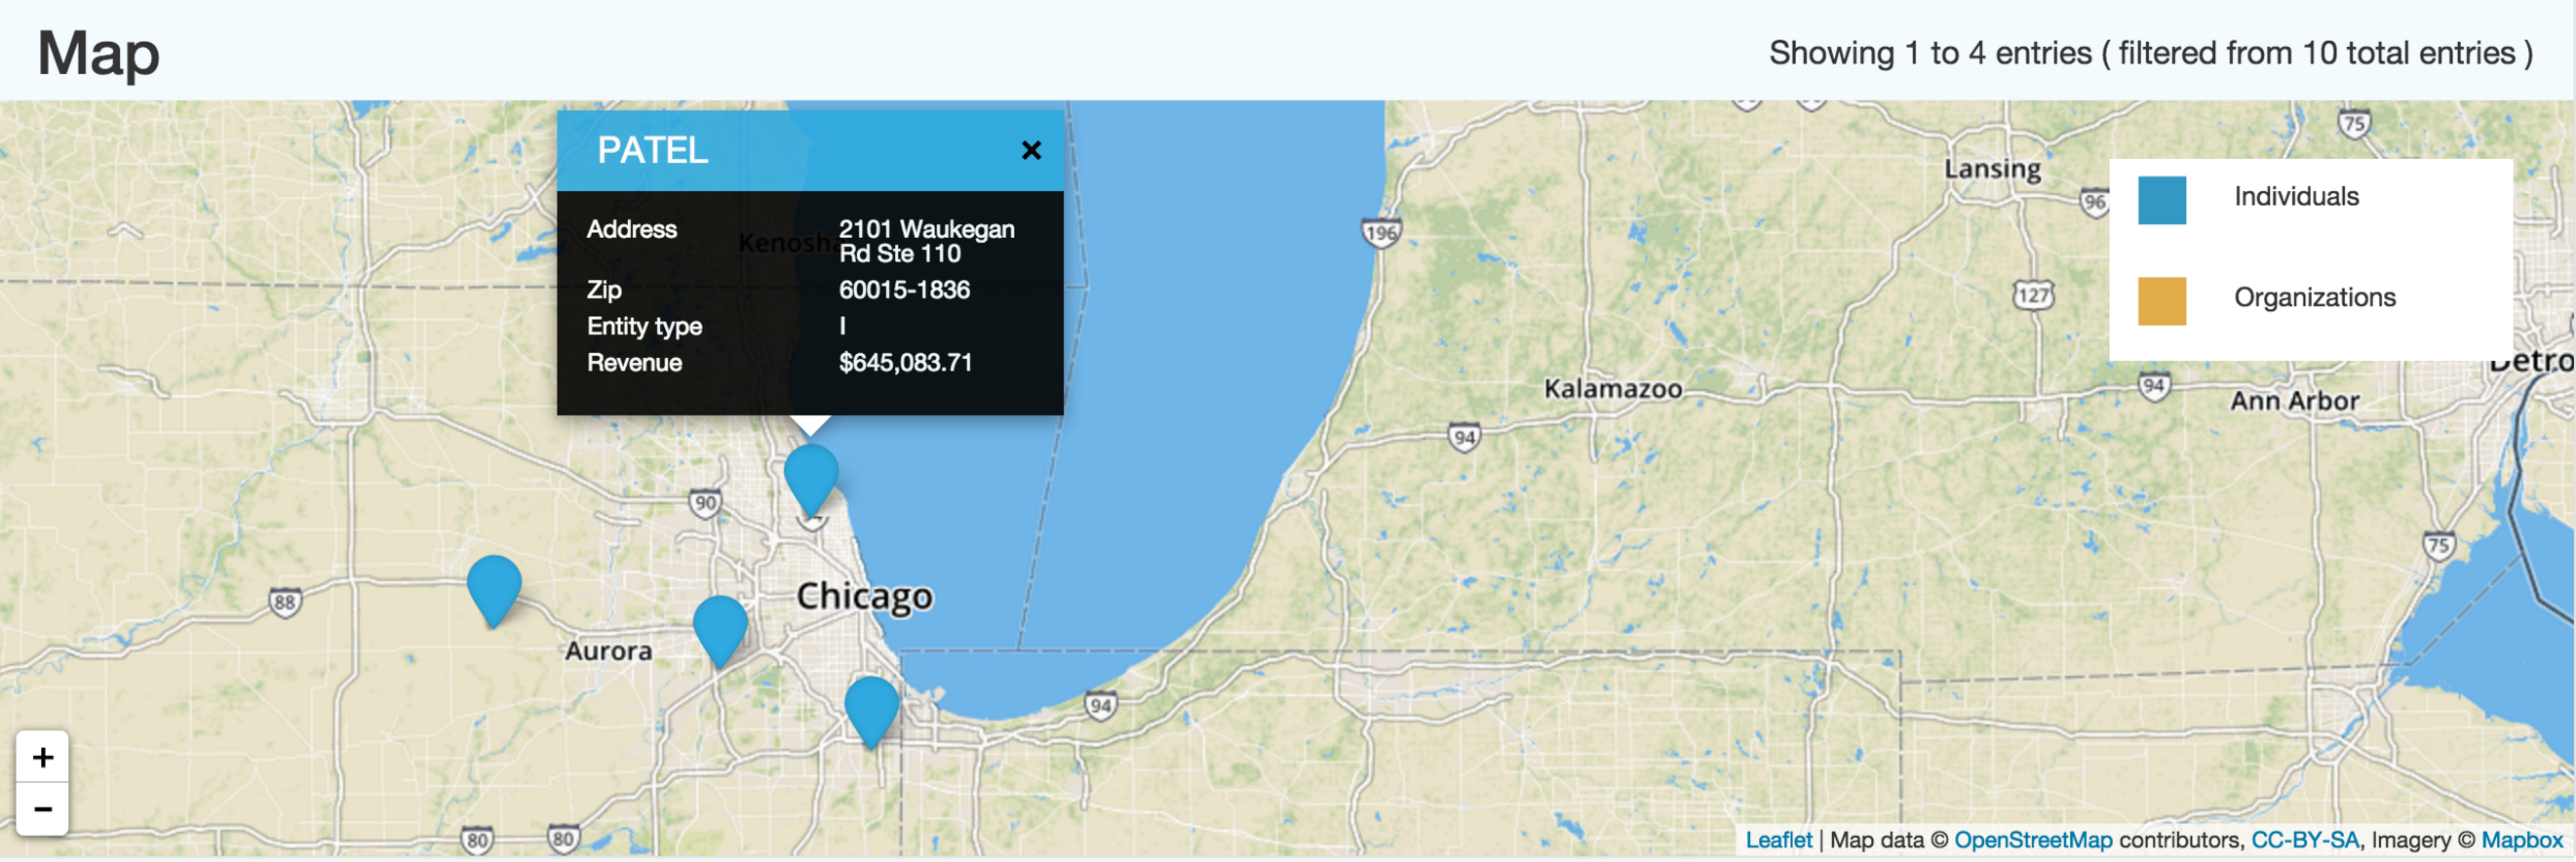 Map
Showing 1 to 4 entries ( filtered from 10 total entries )
PATEL ×
Address 2101 Waukegan
Rd Ste 110
Zip 60015-1836
Entity type I
Revenue $645,083.71
Kenosha
Individuals
Organizations
Lansing
75
96
196
127
Detro
Kalamazoo
94
Ann Arbor
94
90
75
88
Chicago
Aurora
94
80
80
+
−
Leaflet | Map data © OpenStreetMap contributors, CC-BY-SA, Imagery © Mapbox